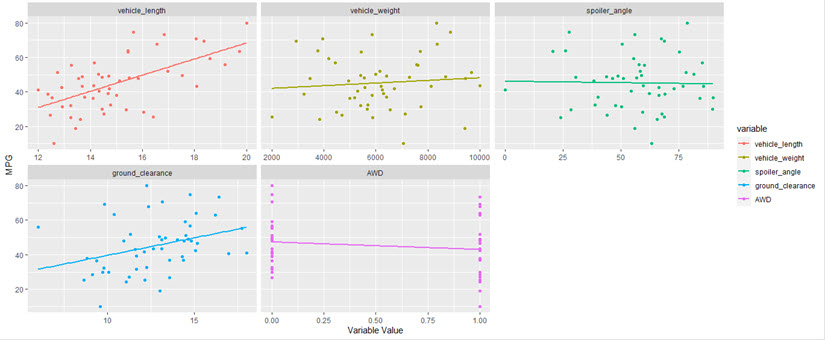 vehicle_length
vehicle_weight
spoiler_angle
80
60
40
20
12 14 16 18 20
2000 4000 6000 8000 10000
0 25 50 75
MPG
ground_clearance
AWD
80
60
40
20
10 15
0.00 0.25 0.50 0.75 1.00
Variable Value
variable
vehicle_length
vehicle_weight
spoiler_angle
ground_clearance
AWD